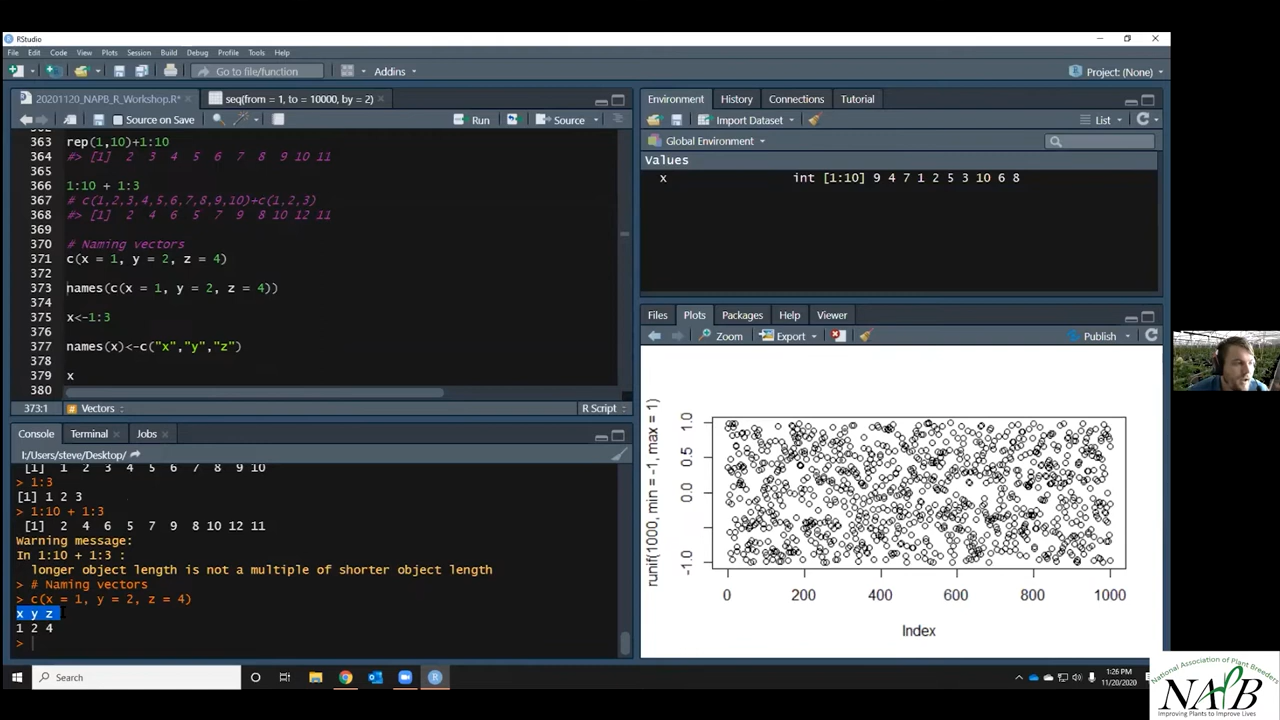 RStudio
File Edit Code View Plots Session Build Debug Profile Tools Help
Go to file/function Addins Project: (None)
20201120_NAPB_R_Workshop.R* seq(from = 1, to = 10000, by = 2)
Source on Save Run Source
363 rep(1,10)+1:10
364 #> [1] 2 3 4 5 6 7 8 9 10 11
365
366 1:10 + 1:3
367 # c(1,2,3,4,5,6,7,8,9,10)+c(1,2,3)
368 #> [1] 2 4 6 5 7 9 8 10 12 11
369
370 # Naming vectors
371 c(x = 1, y = 2, z = 4)
372
373 names(c(x = 1, y = 2, z = 4))
374
375 x<-1:3
376
377 names(x)<-c("x","y","z")
378
379 x
380
373:1 # Vectors R Script
Console Terminal Jobs
I:/Users/steve/Desktop/
[1] 1 2 3 4 5 6 7 8 9 10
> 1:3
[1] 1 2 3
> 1:10 + 1:3
[1] 2 4 6 5 7 9 8 10 12 11
Warning message:
In 1:10 + 1:3 :
longer object length is not a multiple of shorter object length
> # Naming vectors
> c(x = 1, y = 2, z = 4)
x y z
1 2 4
>
Environment History Connections Tutorial
Import Dataset List
Global Environment
Values
x int [1:10] 9 4 7 1 2 5 3 10 6 8
Files Plots Packages Help Viewer
Zoom Export Publish
runif(1000, min = -1, max = 1)
1.0
0.5
0.0
-1.0
0 200 400 600 800 1000
Index
Search
1:26 PM
11/20/2020
National Association of Plant Breeders
NAPB
Improving Plants to Improve Lives